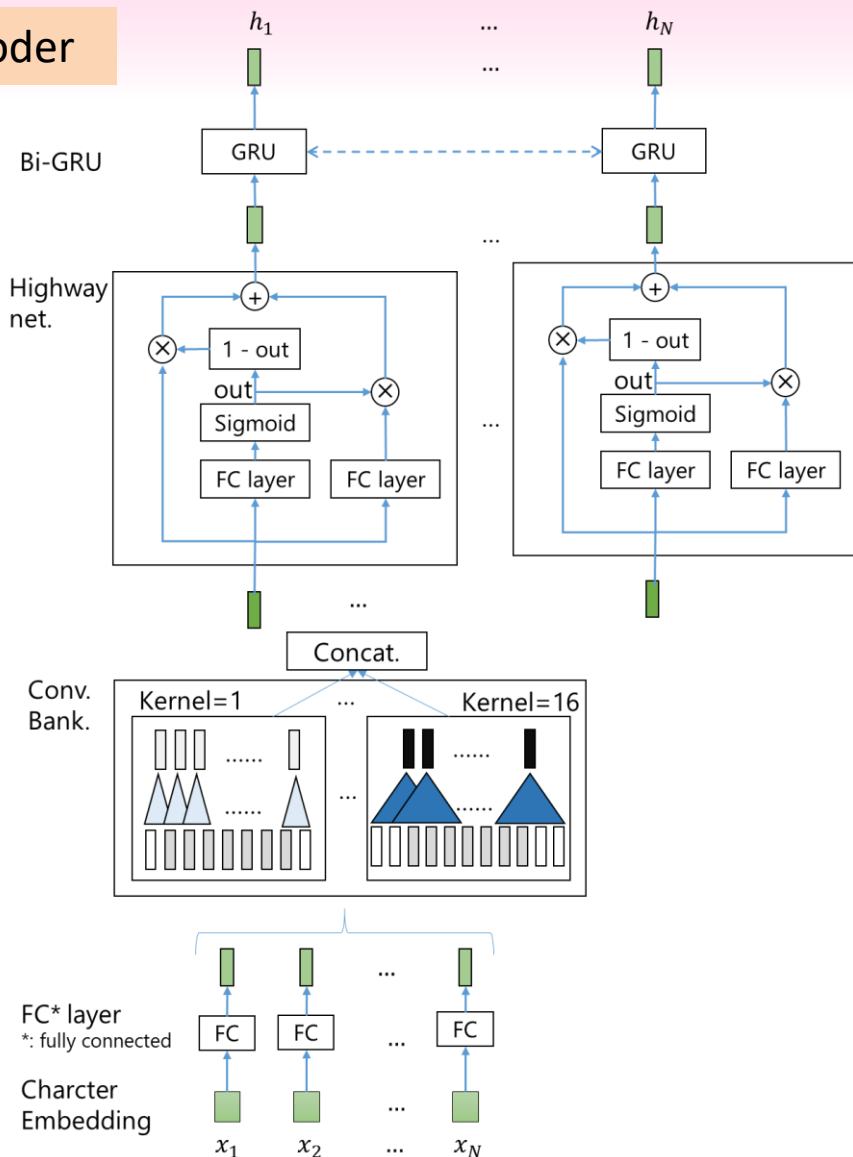 oder
h₁ ... h_N
...
Bi-GRU
GRU GRU
...
Highway
net.
+ +
× 1 - out × 1 - out
out × out ×
Sigmoid ... Sigmoid
FC layer FC layer FC layer FC layer
...
Concat.
Conv.
Bank.
Kernel=1 ... Kernel=16
...... ......
...... ... ......
...
FC* layer
*: fully connected
FC FC ... FC
Charcter
Embedding
...
x₁ x₂ ... x_N